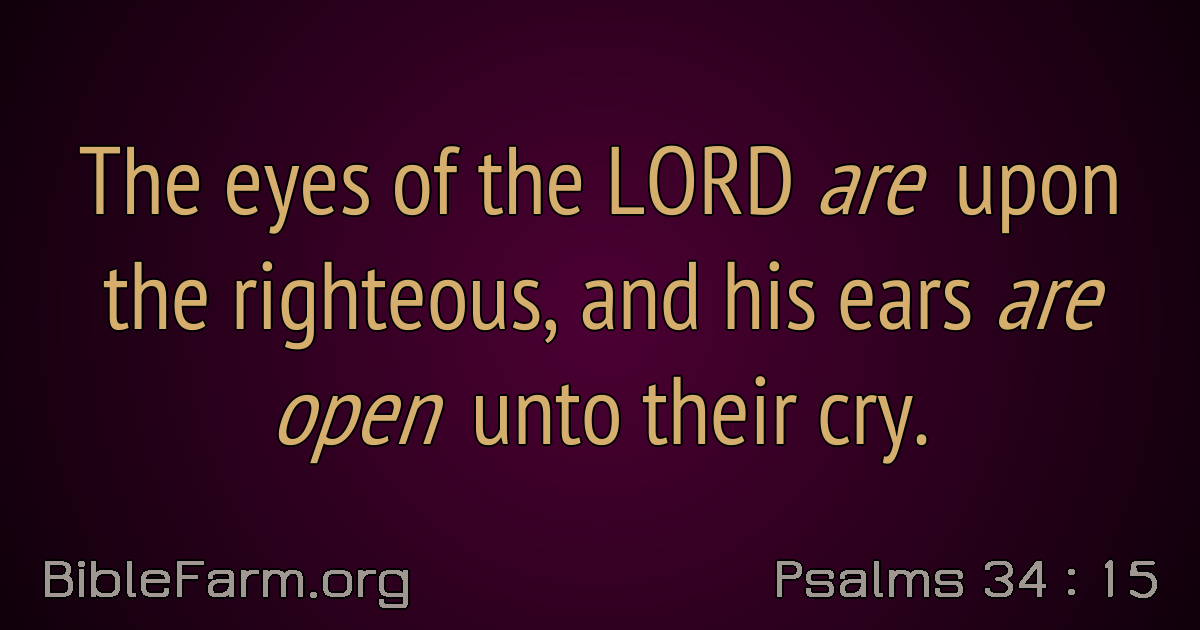 The eyes of the LORD are upon
the righteous, and his ears are
open unto their cry.
BibleFarm.org
Psalms 34 : 15